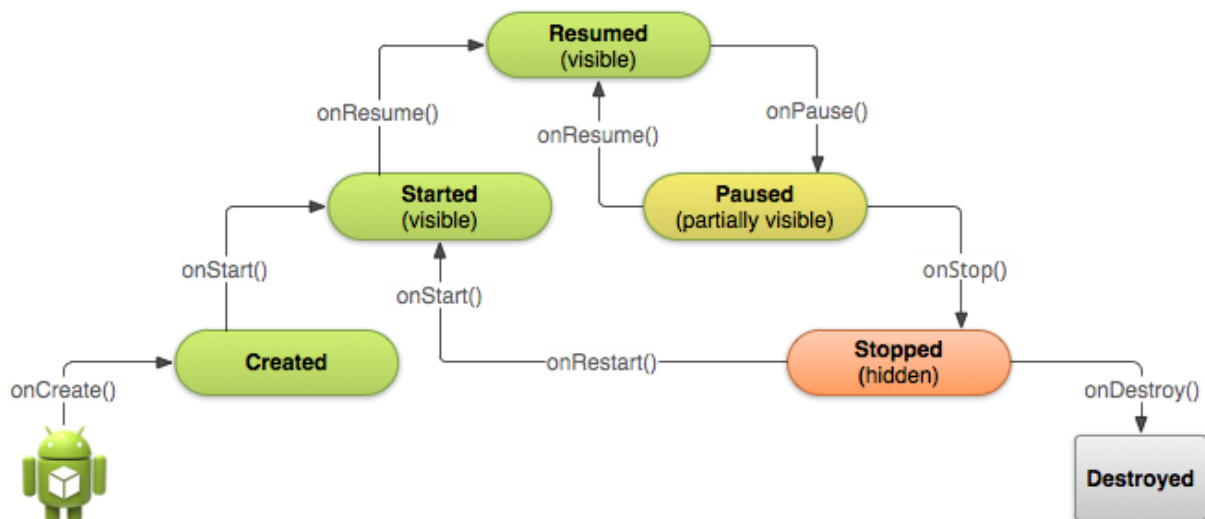 Resumed
(visible)
onResume()
onResume()
onPause()
Started
(visible)
Paused
(partially visible)
onStart()
onStart()
onStop()
Created
onRestart()
Stopped
(hidden)
onCreate()
onDestroy()
Destroyed